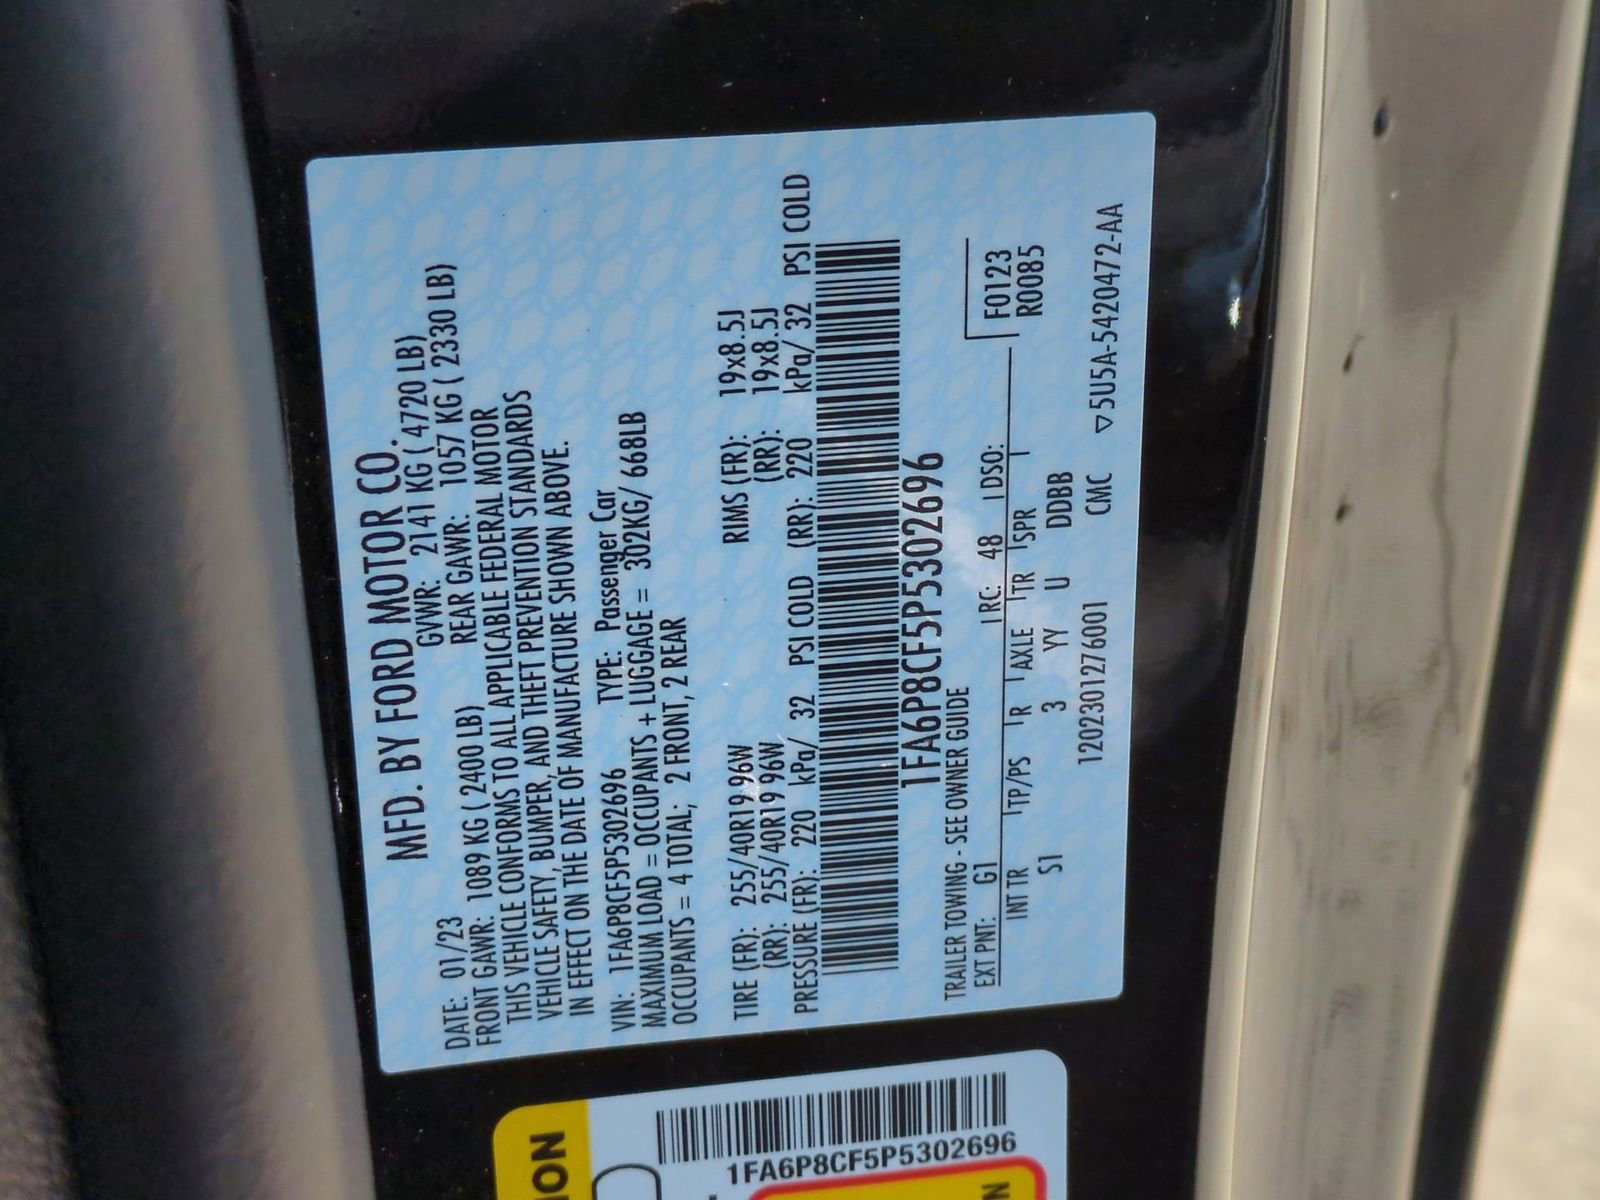 MFD. BY FORD MOTOR CO.
DATE: 01/23 GVWR: 2141 KG ( 4720 LB)
FRONT GAWR: 1089 KG ( 2400 LB) REAR GAWR: 1057 KG ( 2330 LB)
THIS VEHICLE CONFORMS TO ALL APPLICABLE FEDERAL MOTOR
VEHICLE SAFETY, BUMPER, AND THEFT PREVENTION STANDARDS
IN EFFECT ON THE DATE OF MANUFACTURE SHOWN ABOVE.
VIN: 1FA6P8CF5P5302696 TYPE: Passenger Car
MAXIMUM LOAD = OCCUPANTS + LUGGAGE = 302KG/ 668LB
OCCUPANTS = 4 TOTAL; 2 FRONT, 2 REAR
TIRE (FR): 255/40R19 96W RIMS (FR): 19x8.5J
(RR): 255/40R19 96W (RR): 19x8.5J
PRESSURE (FR): 220 kPa/ 32 PSI COLD (RR): 220 kPa/ 32 PSI COLD
1FA6P8CF5P5302696
TRAILER TOWING - SEE OWNER GUIDE
EXT PNT: G1 RC: 48 DSO: F0123
R0085
INT TR TP/PS R AXLE TR SPR
S1 3 YY U DDBB
1202301276001 CMC ▽5U5A-5420472-AA
ION
1FA6P8CF5P5302696
N